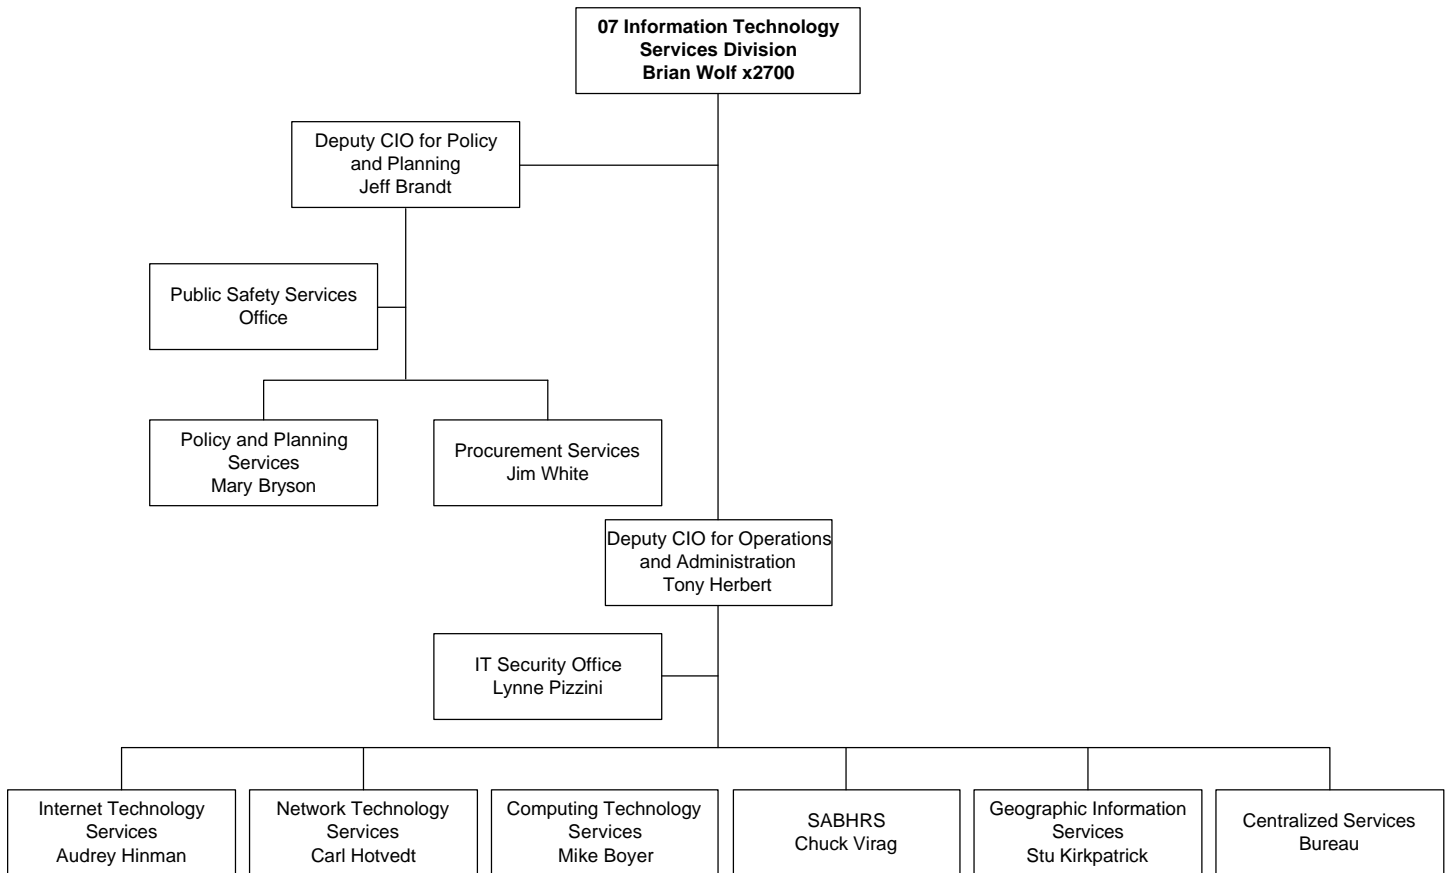 07 Information Technology
Services Division
Brian Wolf x2700
Deputy CIO for Policy
and Planning
Jeff Brandt
Public Safety Services
Office
Policy and Planning
Services
Mary Bryson
Procurement Services
Jim White
Deputy CIO for Operations
and Administration
Tony Herbert
IT Security Office
Lynne Pizzini
Internet Technology
Services
Audrey Hinman
Network Technology
Services
Carl Hotvedt
Computing Technology
Services
Mike Boyer
SABHRS
Chuck Virag
Geographic Information
Services
Stu Kirkpatrick
Centralized Services
Bureau